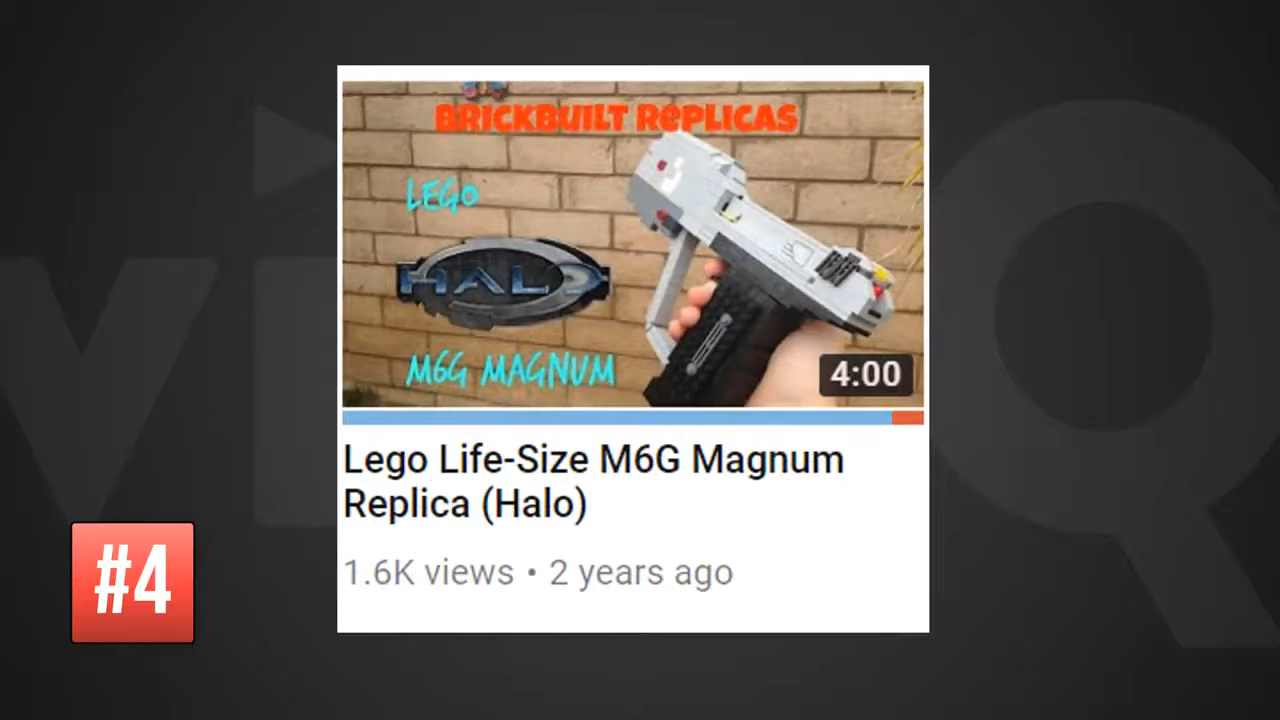 vi
BRICKBUILT REPLICAS
LEGO
HALO
M6G MAGNUM
4:00
Lego Life-Size M6G Magnum
Replica (Halo)
1.6K views • 2 years ago
#4